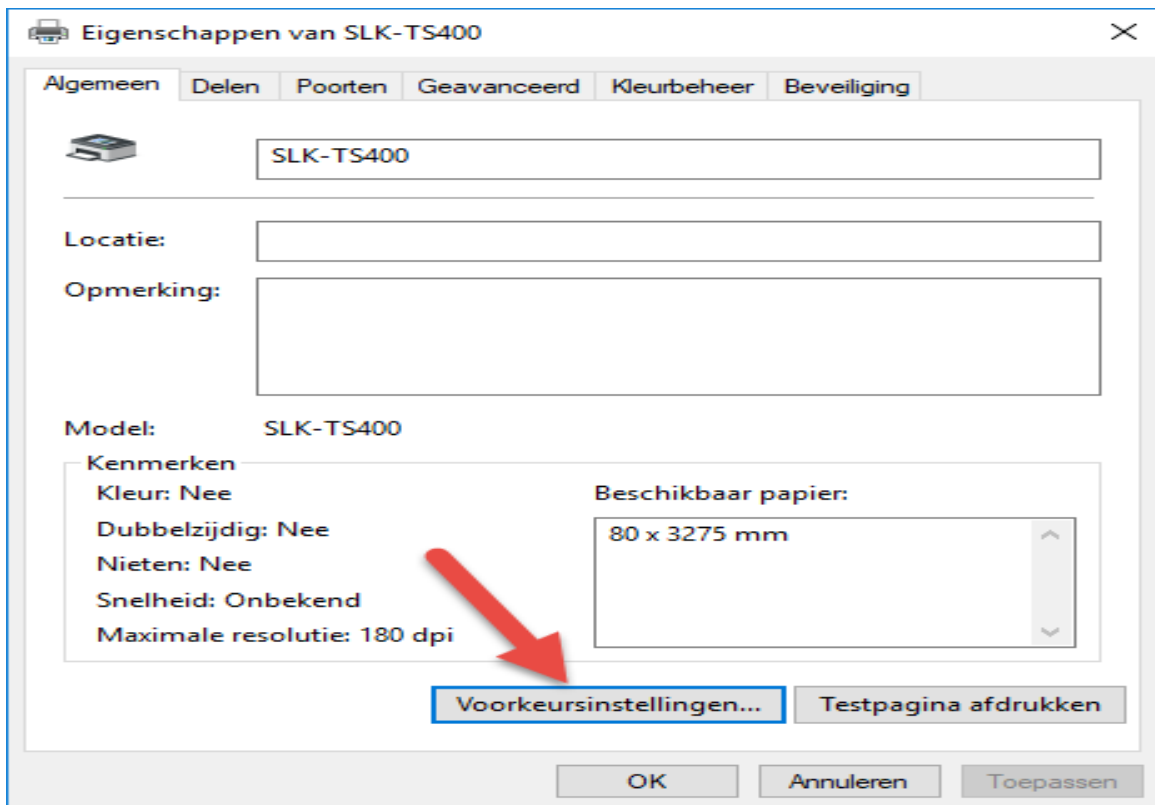 Eigenschappen van SLK-TS400
Algemeen Delen Poorten Geavanceerd Kleurbeheer Beveiliging
SLK-TS400
Locatie:
Opmerking:
Model: SLK-TS400
Kenmerken
Kleur: Nee
Dubbelzijdig: Nee
Nieten: Nee
Snelheid: Onbekend
Maximale resolutie: 180 dpi
Beschikbaar papier:
80 x 3275 mm
Voorkeursinstellingen... Testpagina afdrukken
OK Annuleren Toepassen